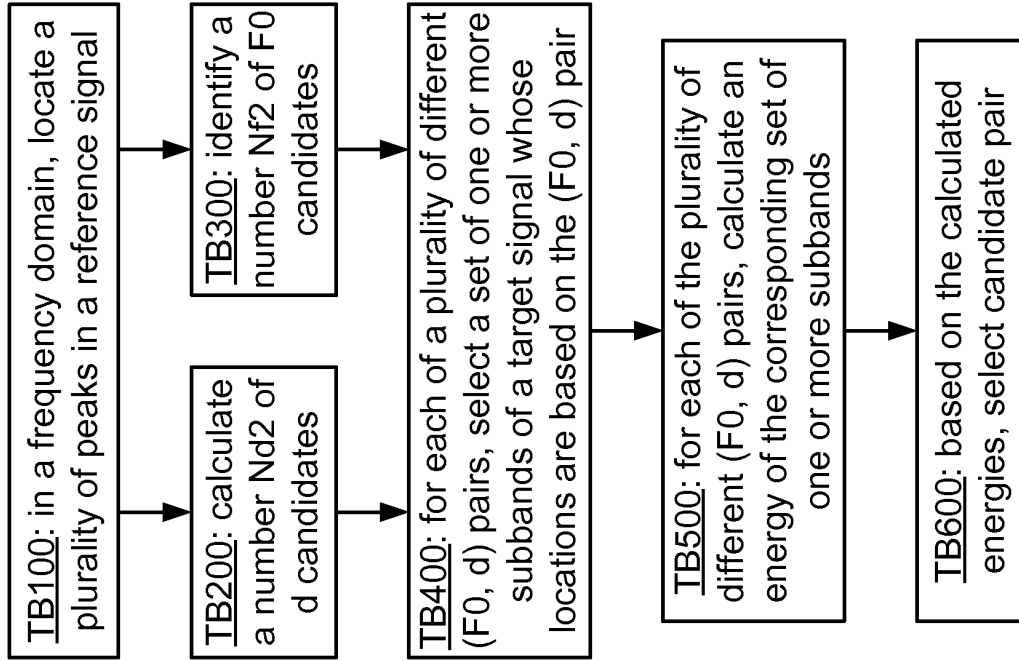 TB100: in a frequency domain, locate a
plurality of peaks in a reference signal
TB200: calculate
a number Nd2 of
d candidates
TB300: identify a
number Nf2 of F0
candidates
TB400: for each of a plurality of different
(F0, d) pairs, select a set of one or more
subbands of a target signal whose
locations are based on the (F0, d) pair
TB500: for each of the plurality of
different (F0, d) pairs, calculate an
energy of the corresponding set of
one or more subbands
TB600: based on the calculated
energies, select candidate pair